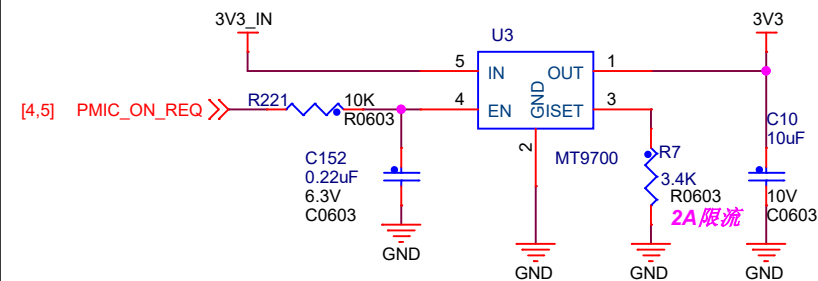 3V3_IN
3V3
U3
5
IN
OUT
1
[4,5]
PMIC_ON_REQ
R221
10K
R0603
4
EN
GND
ISET
3
2
MT9700
C152
0.22uF
6.3V
C0603
GND
GND
R7
3.4K
R0603
2A限流
GND
C10
10uF
10V
C0603
GND